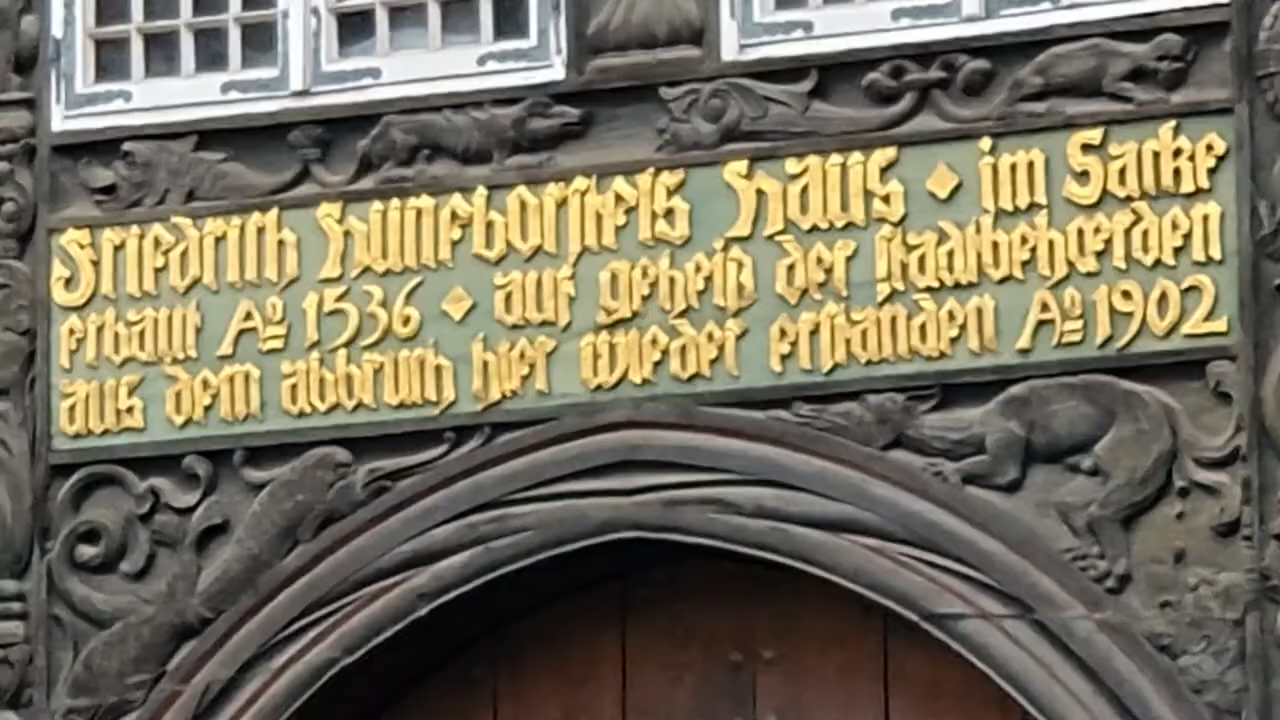 Friedrich Huneborstels Haus ◆ im Sacke
erbaut Aº 1536 ◆ auf geheiß der stadtbehoerden
aus dem abbruch hier wieder erstanden Aº 1902